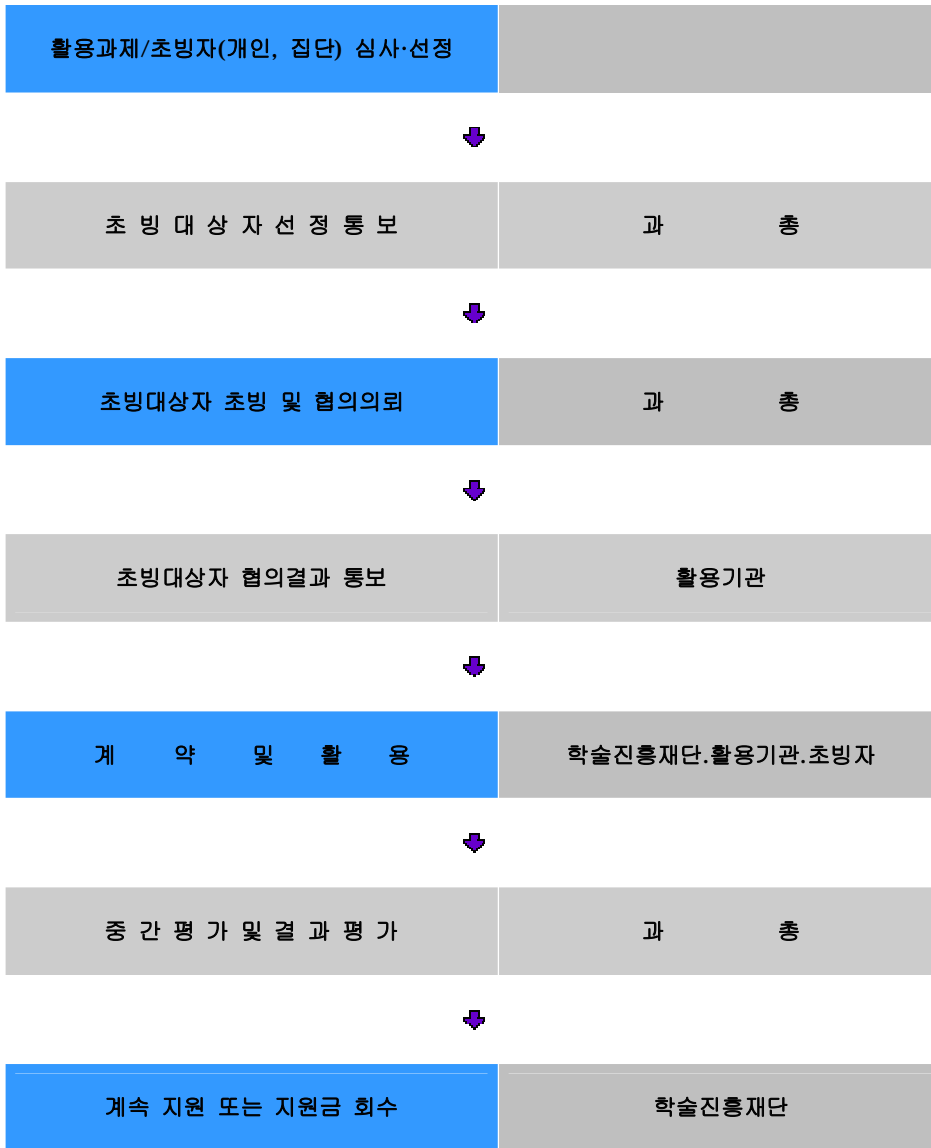 활용과제/초빙자(개인, 집단) 심사·선정
초 빙 대 상 자 선 정 통 보 과 총
초빙대상자 초빙 및 협의의뢰 과 총
초빙대상자 협의결과 통보 활용기관
계 약 및 활 용 학술진흥재단.활용기관.초빙자
중 간 평 가 및 결 과 평 가 과 총
계속 지원 또는 지원금 회수 학술진흥재단